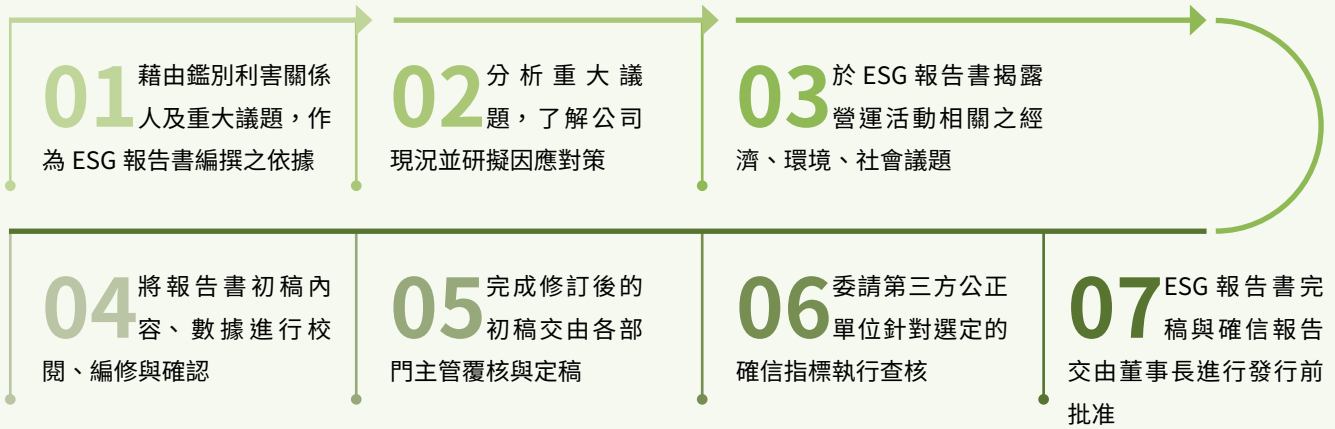 01
藉由鑑別利害關係
人及重大議題，作
為 ESG 報告書編撰之依據
02
分析重大議
題，了解公司
現況並研擬因應對策
03
於 ESG 報告書揭露
營運活動相關之經
濟、環境、社會議題
04
將報告書初稿內
容、數據進行校
閱、編修與確認
05
完成修訂後的
初稿交由各部
門主管覆核與定稿
06
委請第三方公正
單位針對選定的
確信指標執行查核
07
ESG 報告書完
稿與確信報告
交由董事長進行發行前
批准